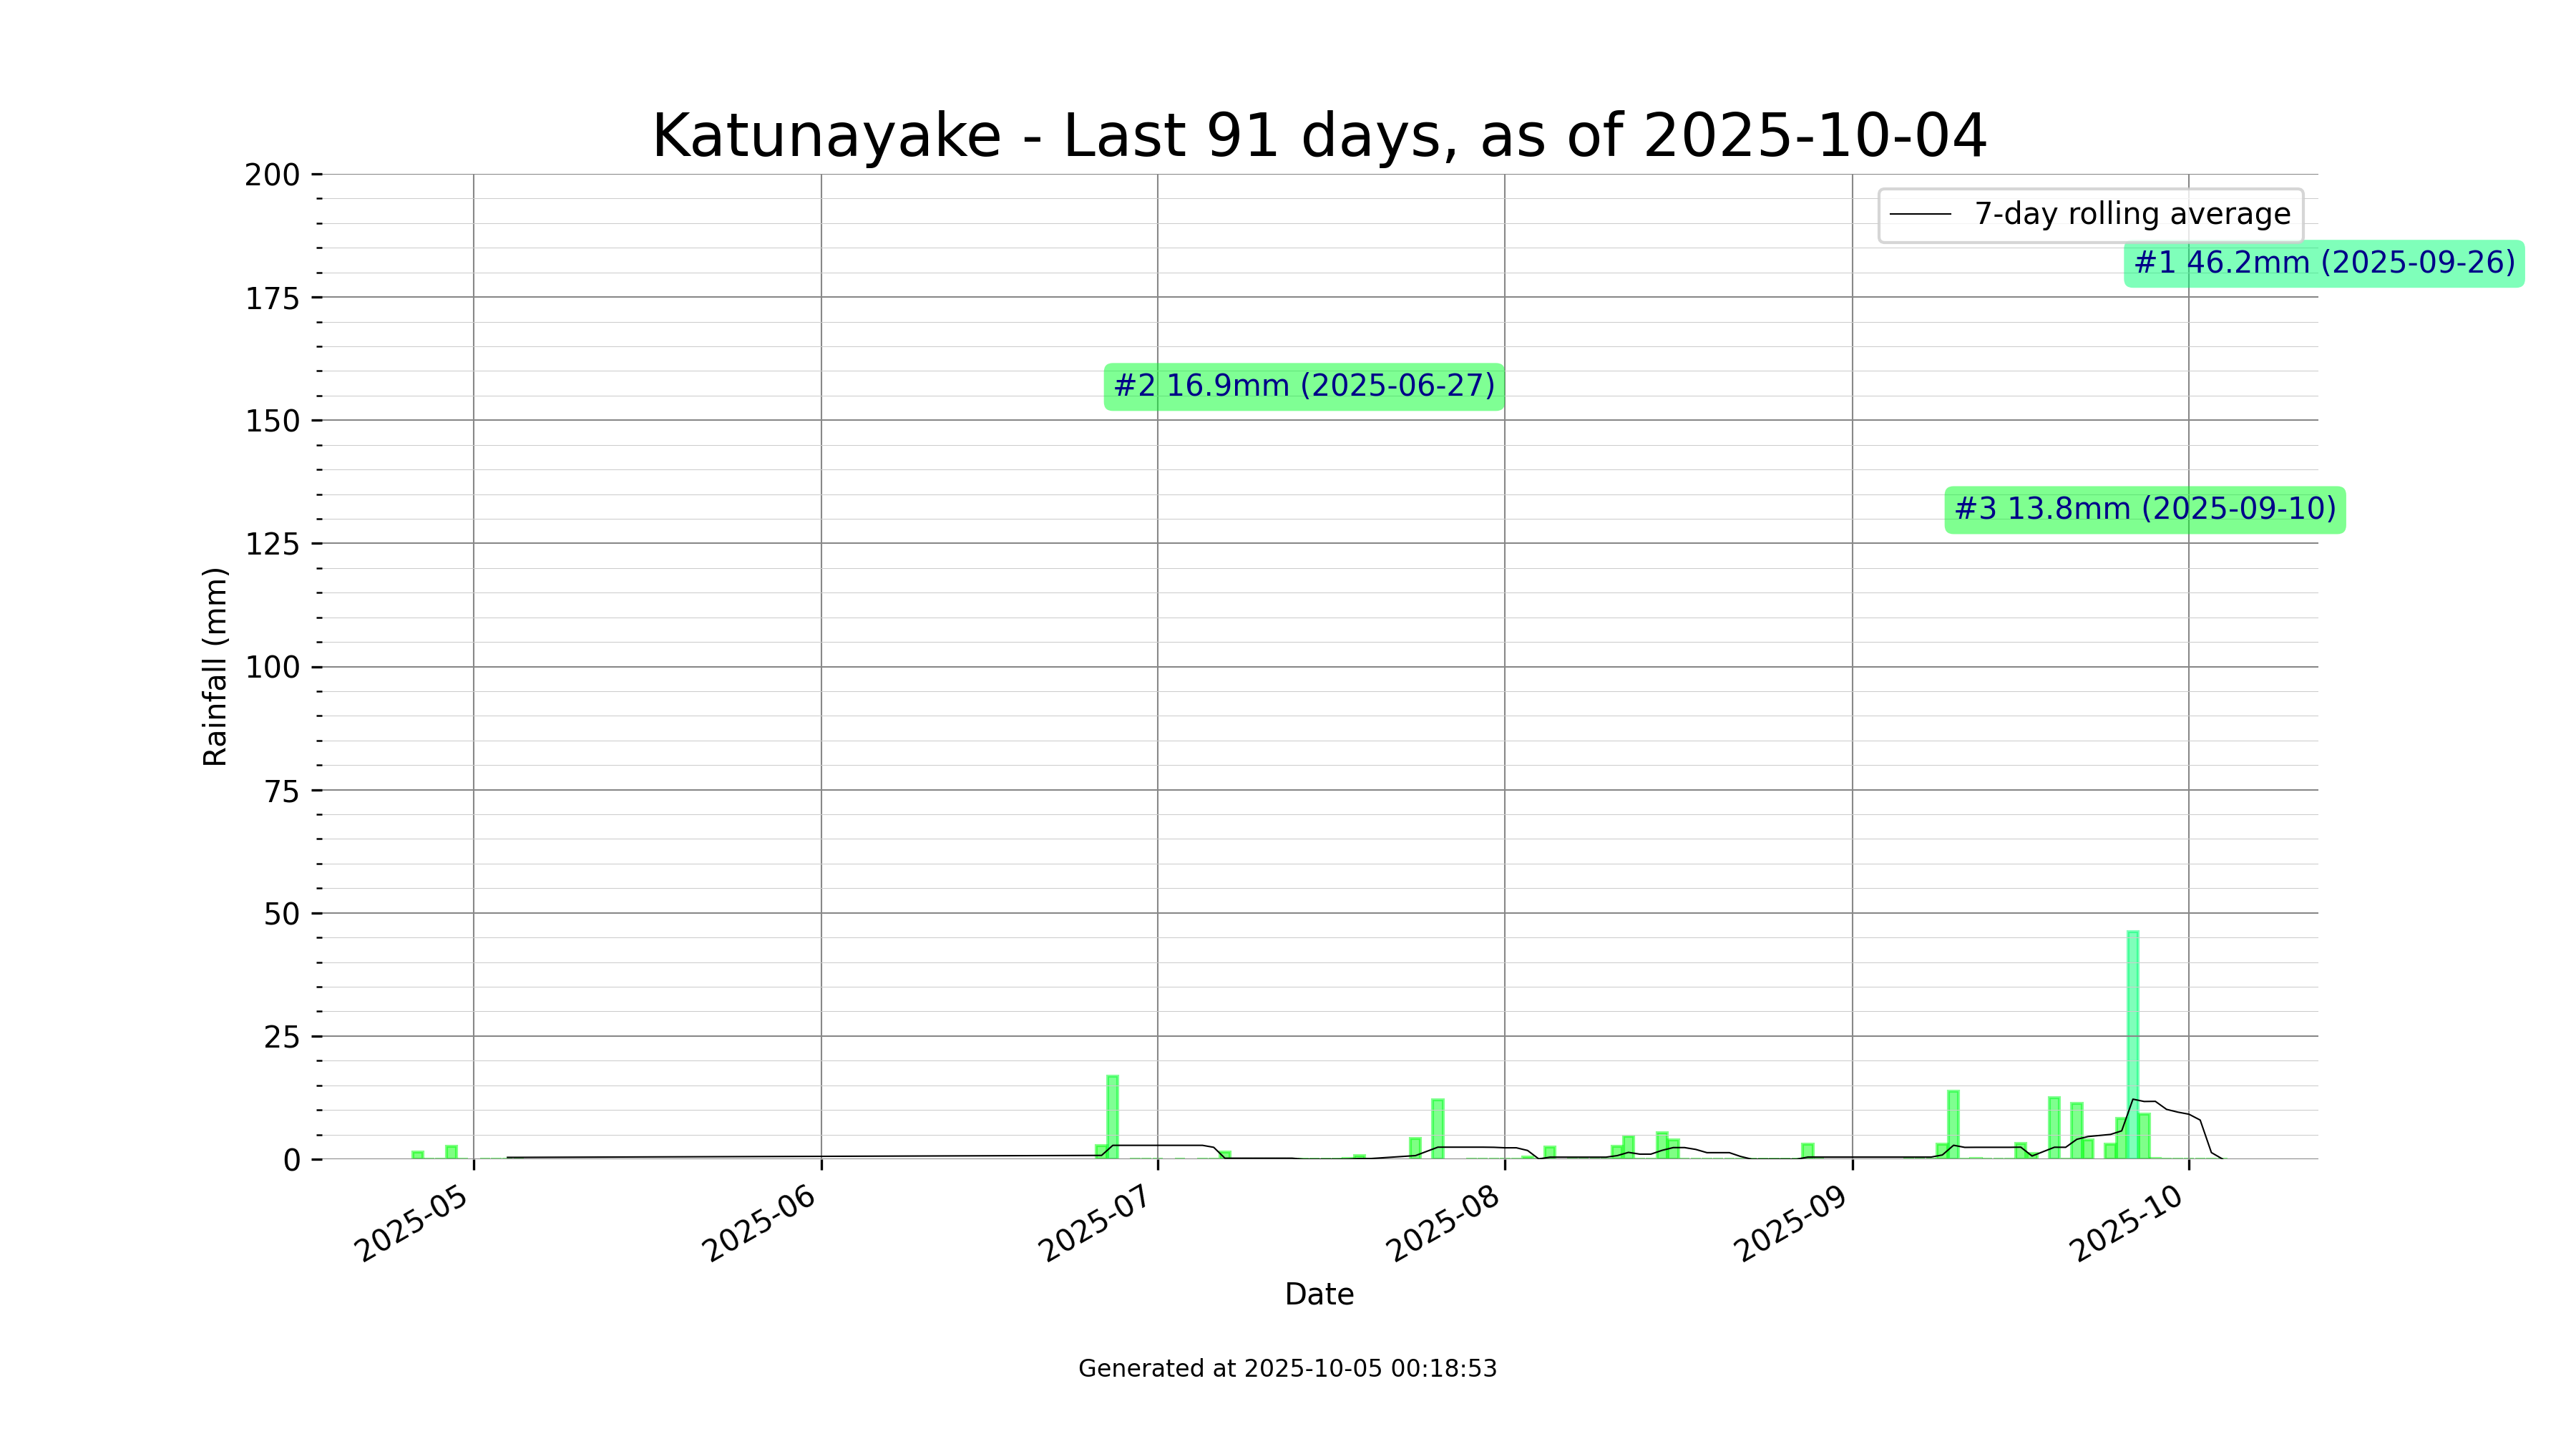 Katunayake - Last 91 days, as of 2025-10-04
200
175
150
125
100
75
50
25
0
Rainfall (mm)
7-day rolling average
#1 46.2mm (2025-09-26)
#2 16.9mm (2025-06-27)
#3 13.8mm (2025-09-10)
2025-05
2025-06
2025-07
2025-08
2025-09
2025-10
Date
Generated at 2025-10-05 00:18:53